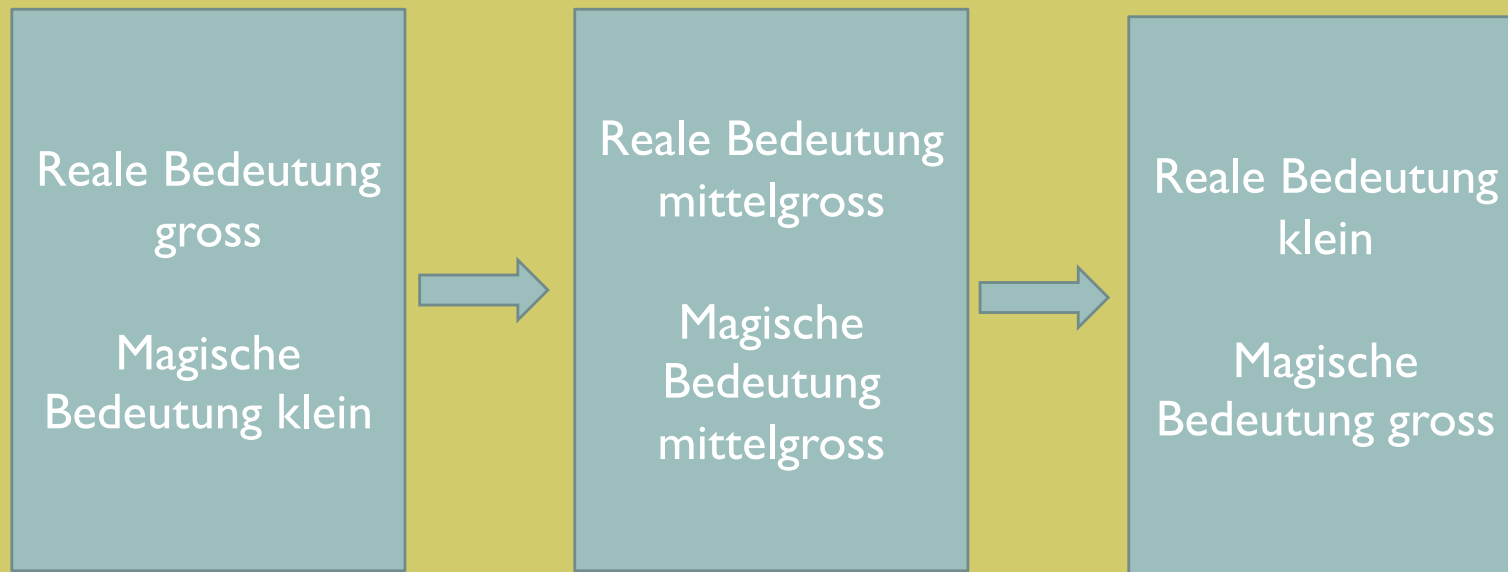 Reale Bedeutung
gross
Magische
Bedeutung klein
Reale Bedeutung
mittelgross
Magische
Bedeutung
mittelgross
Reale Bedeutung
klein
Magische
Bedeutung gross